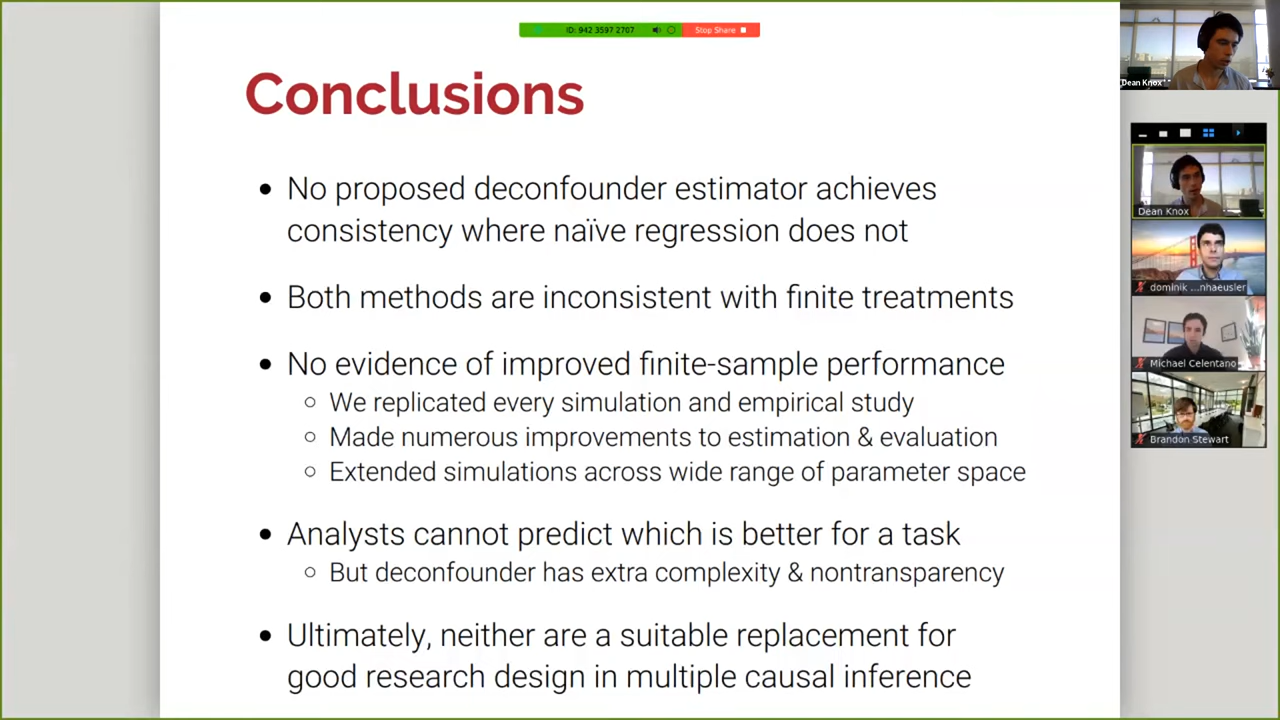 ID: 942 3597 2707
Stop Share
Conclusions
• No proposed deconfounder estimator achieves
consistency where naïve regression does not
• Both methods are inconsistent with finite treatments
• No evidence of improved finite-sample performance
○ We replicated every simulation and empirical study
○ Made numerous improvements to estimation & evaluation
○ Extended simulations across wide range of parameter space
• Analysts cannot predict which is better for a task
○ But deconfounder has extra complexity & nontransparency
• Ultimately, neither are a suitable replacement for
good research design in multiple causal inference
Dean Knox
Dean Knox
dominik ...nhaeusler
Michael Celentano
Brandon Stewart